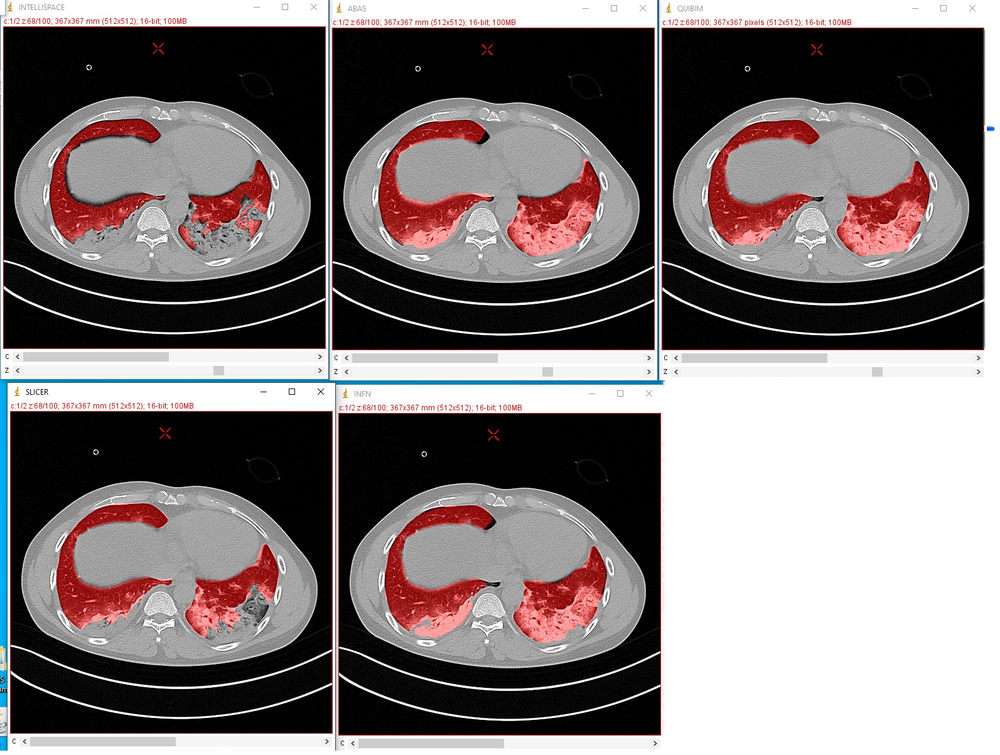 INTELLISPACE
c:1/2 z:68/100; 367x367 mm (512x512); 16-bit; 100MB
C
Z
ABAS
c:1/2 z:68/100; 367x367 mm (512x512); 16-bit; 100MB
C
Z
QUIBIM
c:1/2 z:68/100; 367x367 pixels (512x512); 16-bit; 100MB
C
Z
SLICER
c:1/2 z:68/100; 367x367 mm (512x512); 16-bit; 100MB
C
INFN
c:1/2 z:68/100; 367x367 mm (512x512); 16-bit; 100MB
C